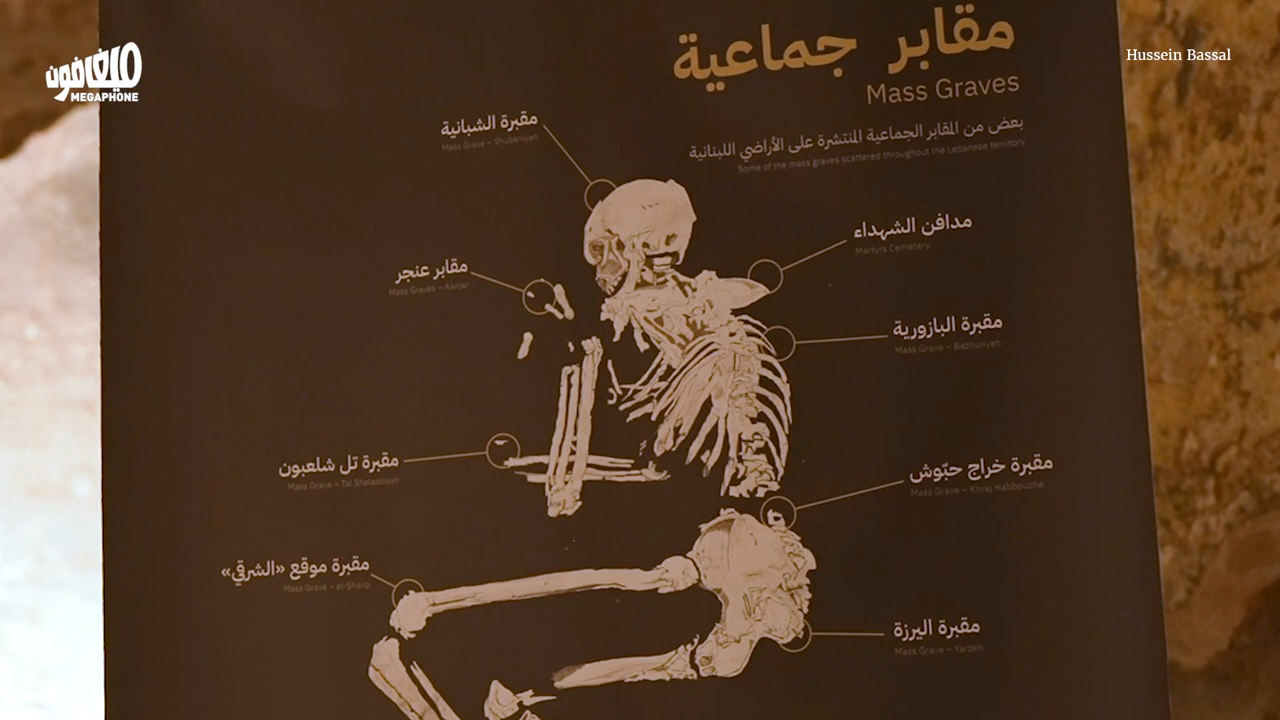 ميغافون
MEGAPHONE
Hussein Bassal
مقابر جماعية
Mass Graves
بعض من المقابر الجماعية المنتشرة على الأراضي اللبنانية
Some of the mass graves scattered throughout the Lebanese territory
مقبرة الشبانية
Mass Grave – Shubaniyeh
مدافن الشهداء
Martyrs Cemetary
مقابر عنجر
Mass Graves – Aanjar
مقبرة البازورية
Mass Grave – Bazouriyeh
مقبرة تل شلعبون
Mass Grave – Tal Shalaaboun
مقبرة خراج حبّوش
Mass Grave – Khraj Habbouche
مقبرة موقع «الشرقي»
Mass Grave – al-Sharqi
مقبرة اليرزة
Mass Grave – Yarzeh